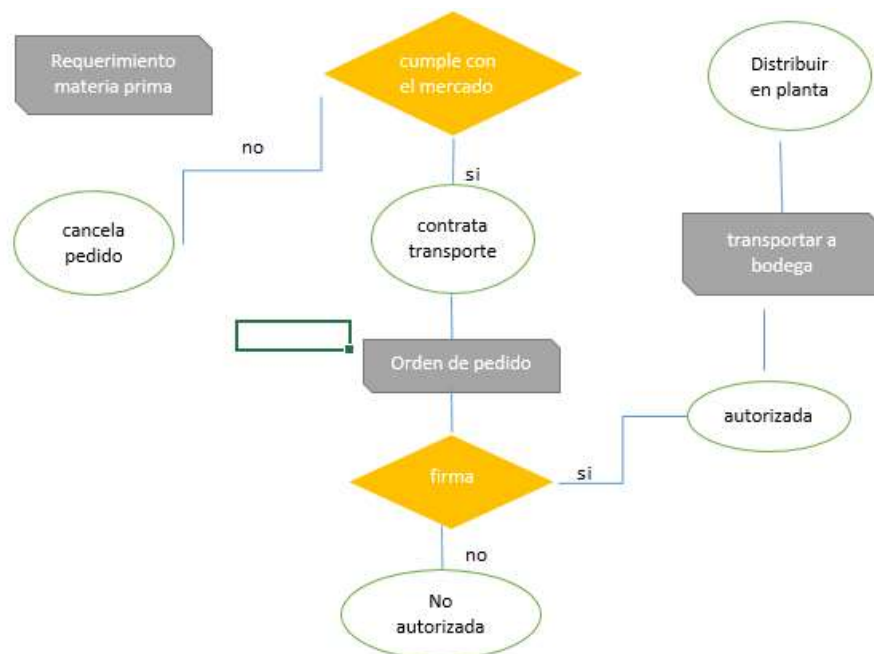 Requerimiento
materia prima
cumple con
el mercado
Distribuir
en planta
no
si
cancela
pedido
contrata
transporte
transportar a
bodega
Orden de pedido
autorizada
firma
si
no
No
autorizada